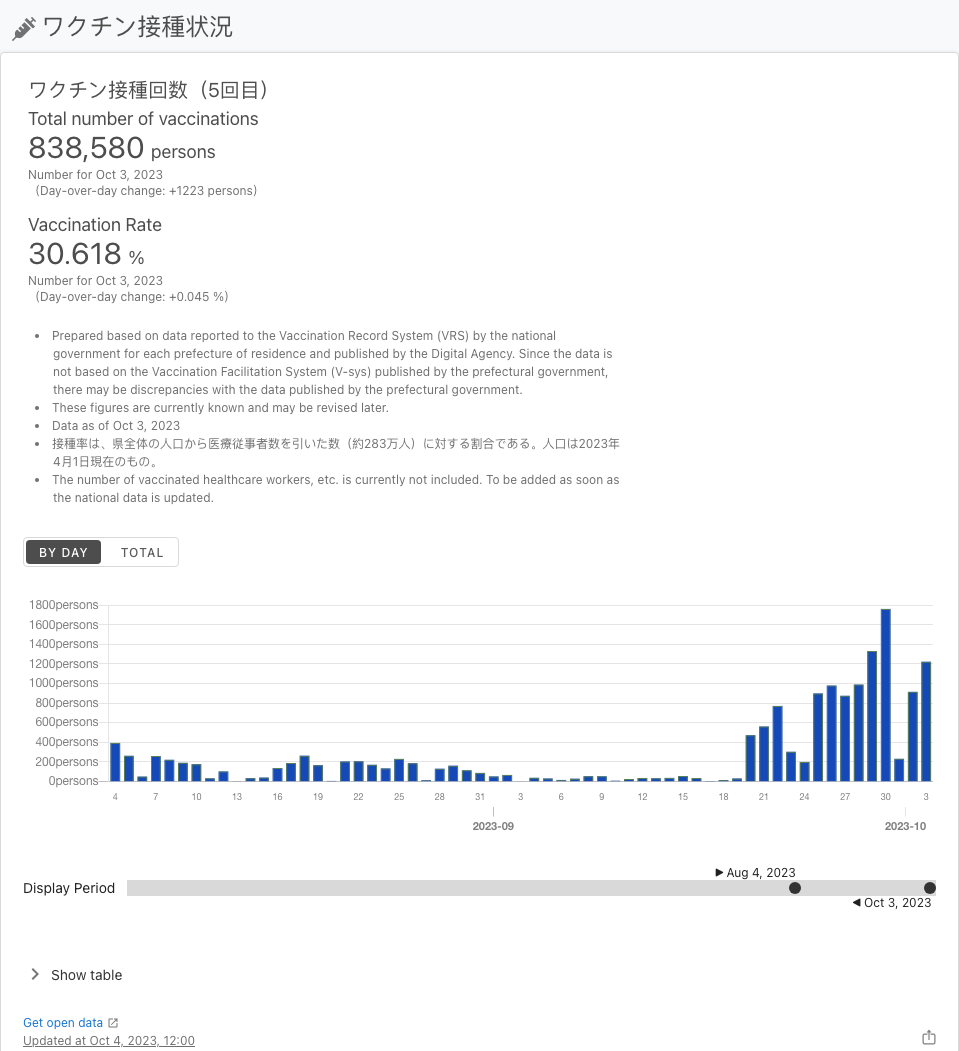 ワクチン接種状況
ワクチン接種回数（5回目）
Total number of vaccinations
838,580 persons
Number for Oct 3, 2023
（Day-over-day change: +1223 persons）
Vaccination Rate
30.618 %
Number for Oct 3, 2023
（Day-over-day change: +0.045 %）
• Prepared based on data reported to the Vaccination Record System (VRS) by the national
government for each prefecture of residence and published by the Digital Agency. Since the data is
not based on the Vaccination Facilitation System (V-sys) published by the prefectural government,
there may be discrepancies with the data published by the prefectural government.
• These figures are currently known and may be revised later.
• Data as of Oct 3, 2023
• 接種率は、県全体の人口から医療従事者数を引いた数（約283万人）に対する割合である。人口は2023年
4月1日現在のもの。
• The number of vaccinated healthcare workers, etc. is currently not included. To be added as soon as
the national data is updated.
BY DAY TOTAL
1800persons
1600persons
1400persons
1200persons
1000persons
800persons
600persons
400persons
200persons
0persons
4 7 10 13 16 19 22 25 28 31 3 6 9 12 15 18 21 24 27 30 3
2023-09 2023-10
Aug 4, 2023
Display Period
Oct 3, 2023
Show table
Get open data
Updated at Oct 4, 2023, 12:00